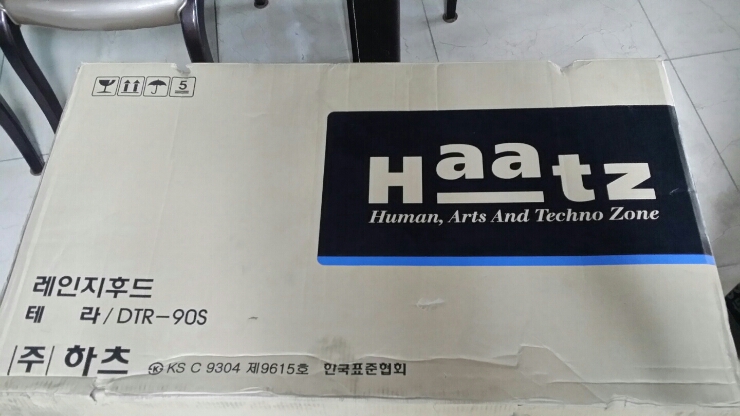 5
Haatz
Human, Arts And Techno Zone
레인지후드
테 라/DTR-90S
(주) 하츠 KS C 9304 제9615호 한국표준협회